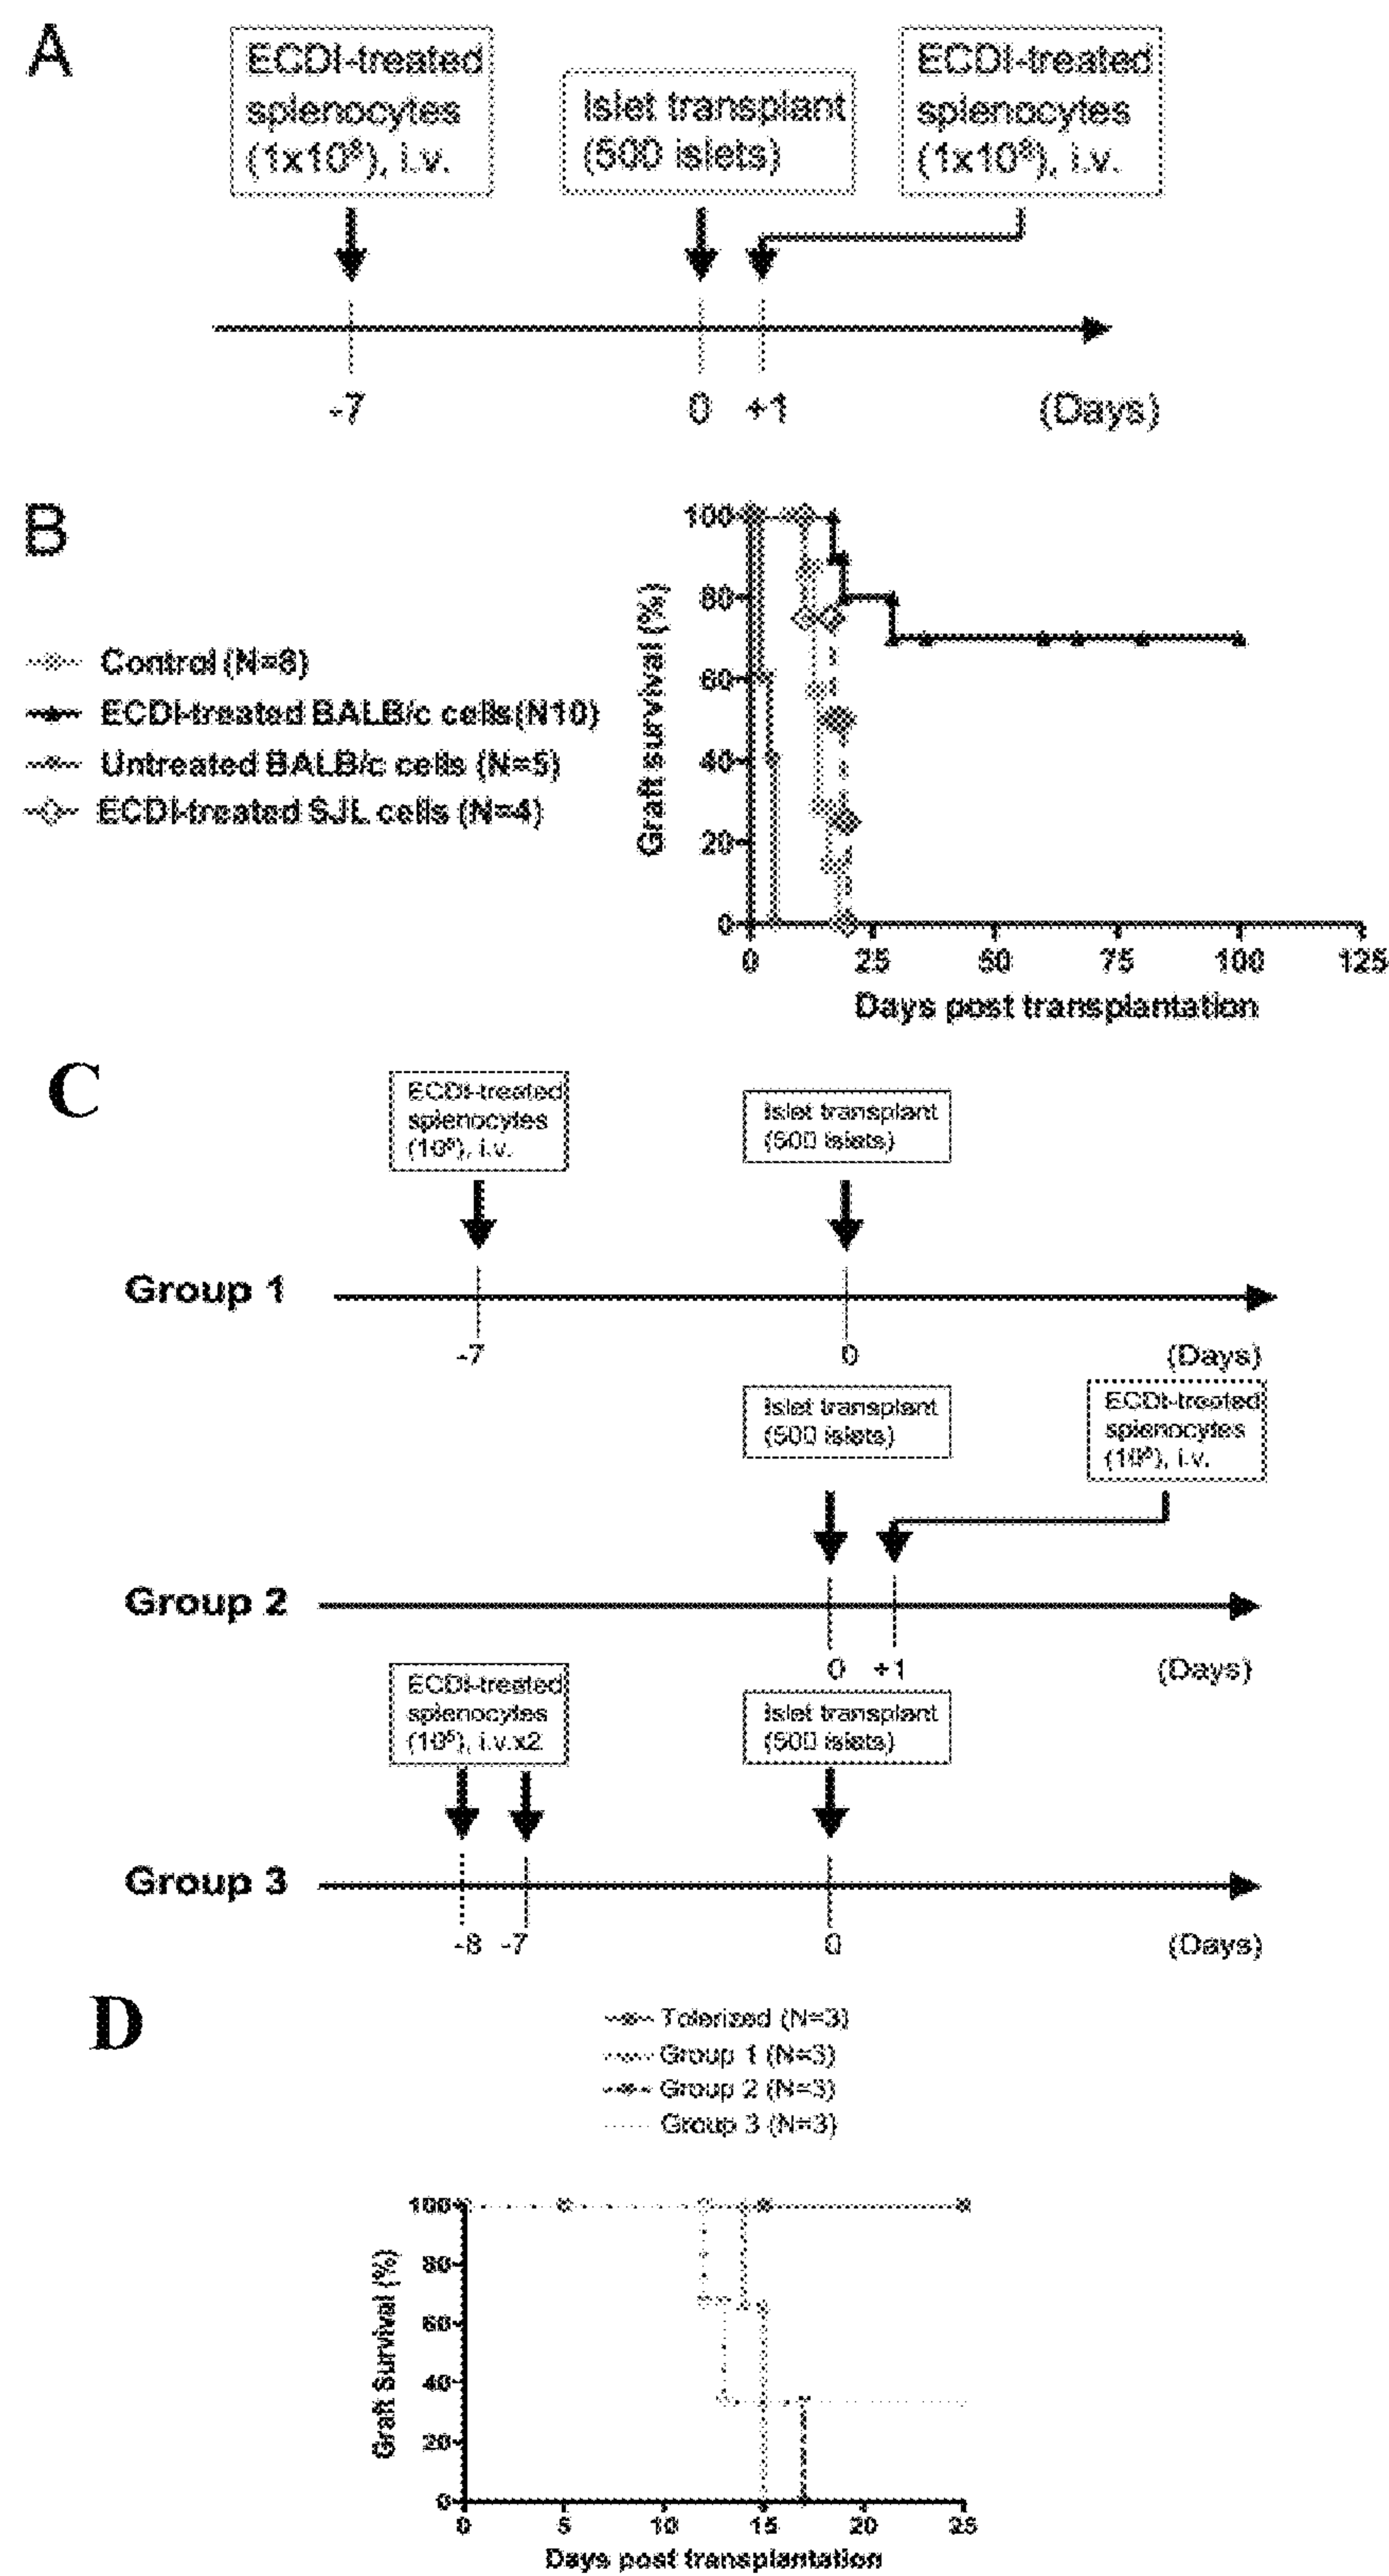 A
ECDI-treated
splenocytes
(1x10⁸), i.v.
Islet transplant
(500 islets)
ECDI-treated
splenocytes
(1x10⁸), i.v.
-7
0
+1
(Days)
B
Control (N=8)
ECDI-treated BALB/c cells(N10)
Untreated BALB/c cells (N=5)
ECDI-treated SJL cells (N=4)
Graft survival (%)
100
80
60
40
20
0
0
25
50
75
100
125
Days post transplantation
C
ECDI-treated
splenocytes
i.v.
Islet transplant
(500 islets)
Group 1
-7
0
(Days)
Islet transplant
(500 islets)
ECDI-treated
splenocytes
i.v.
Group 2
0
+1
(Days)
ECDI-treated
splenocytes
i.v.x2
Islet transplant
(500 islets)
Group 3
-8
-7
0
(Days)
D
Tolerized (N=3)
Group 1 (N=3)
Group 2 (N=3)
Group 3 (N=3)
Graft Survival (%)
100
80
60
40
20
0
0
5
10
15
20
25
Days post transplantation